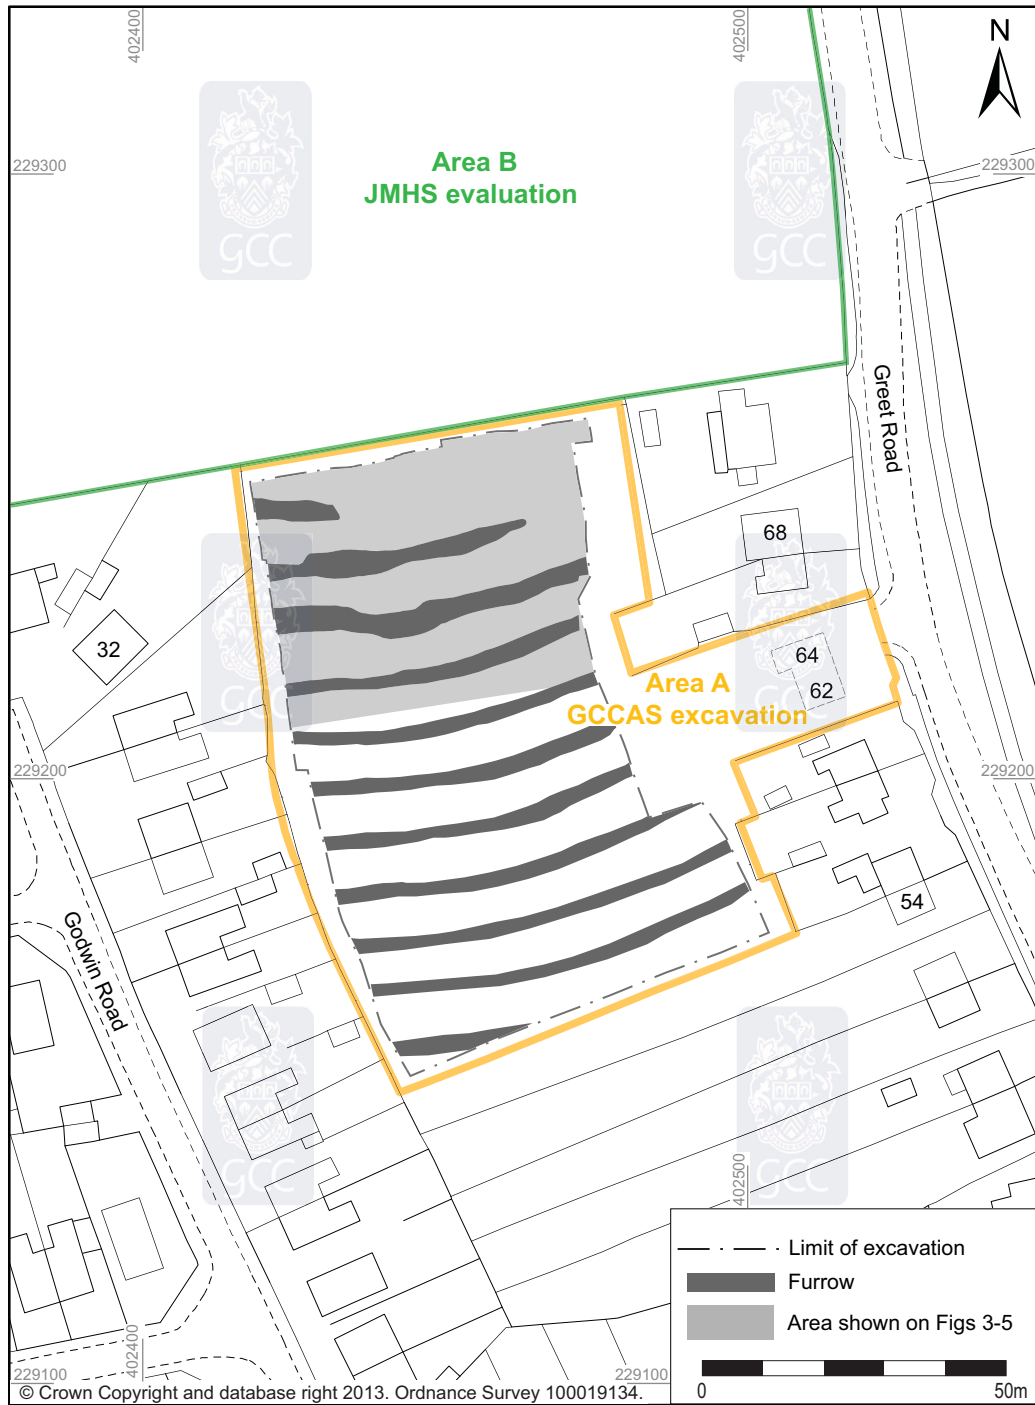 402400
402500
N
229300
229300
Area B
JMHS evaluation
GCC
GCC
Greet Road
68
32
64
62
Area A
GCCAS excavation
GCC
GCC
229200
229200
54
Godwin Road
GCC
GCC
402500
Limit of excavation
Furrow
Area shown on Figs 3-5
402400
229100
229100
0
50m
© Crown Copyright and database right 2013. Ordnance Survey 100019134.